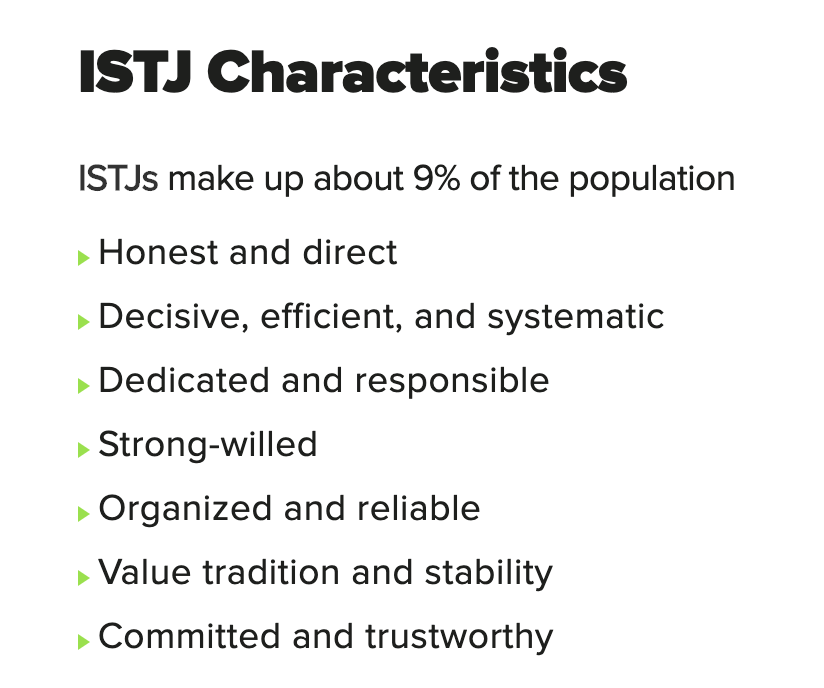 ISTJ Characteristics
ISTJs make up about 9% of the population
Honest and direct
Decisive, efficient, and systematic
Dedicated and responsible
Strong-willed
Organized and reliable
Value tradition and stability
Committed and trustworthy